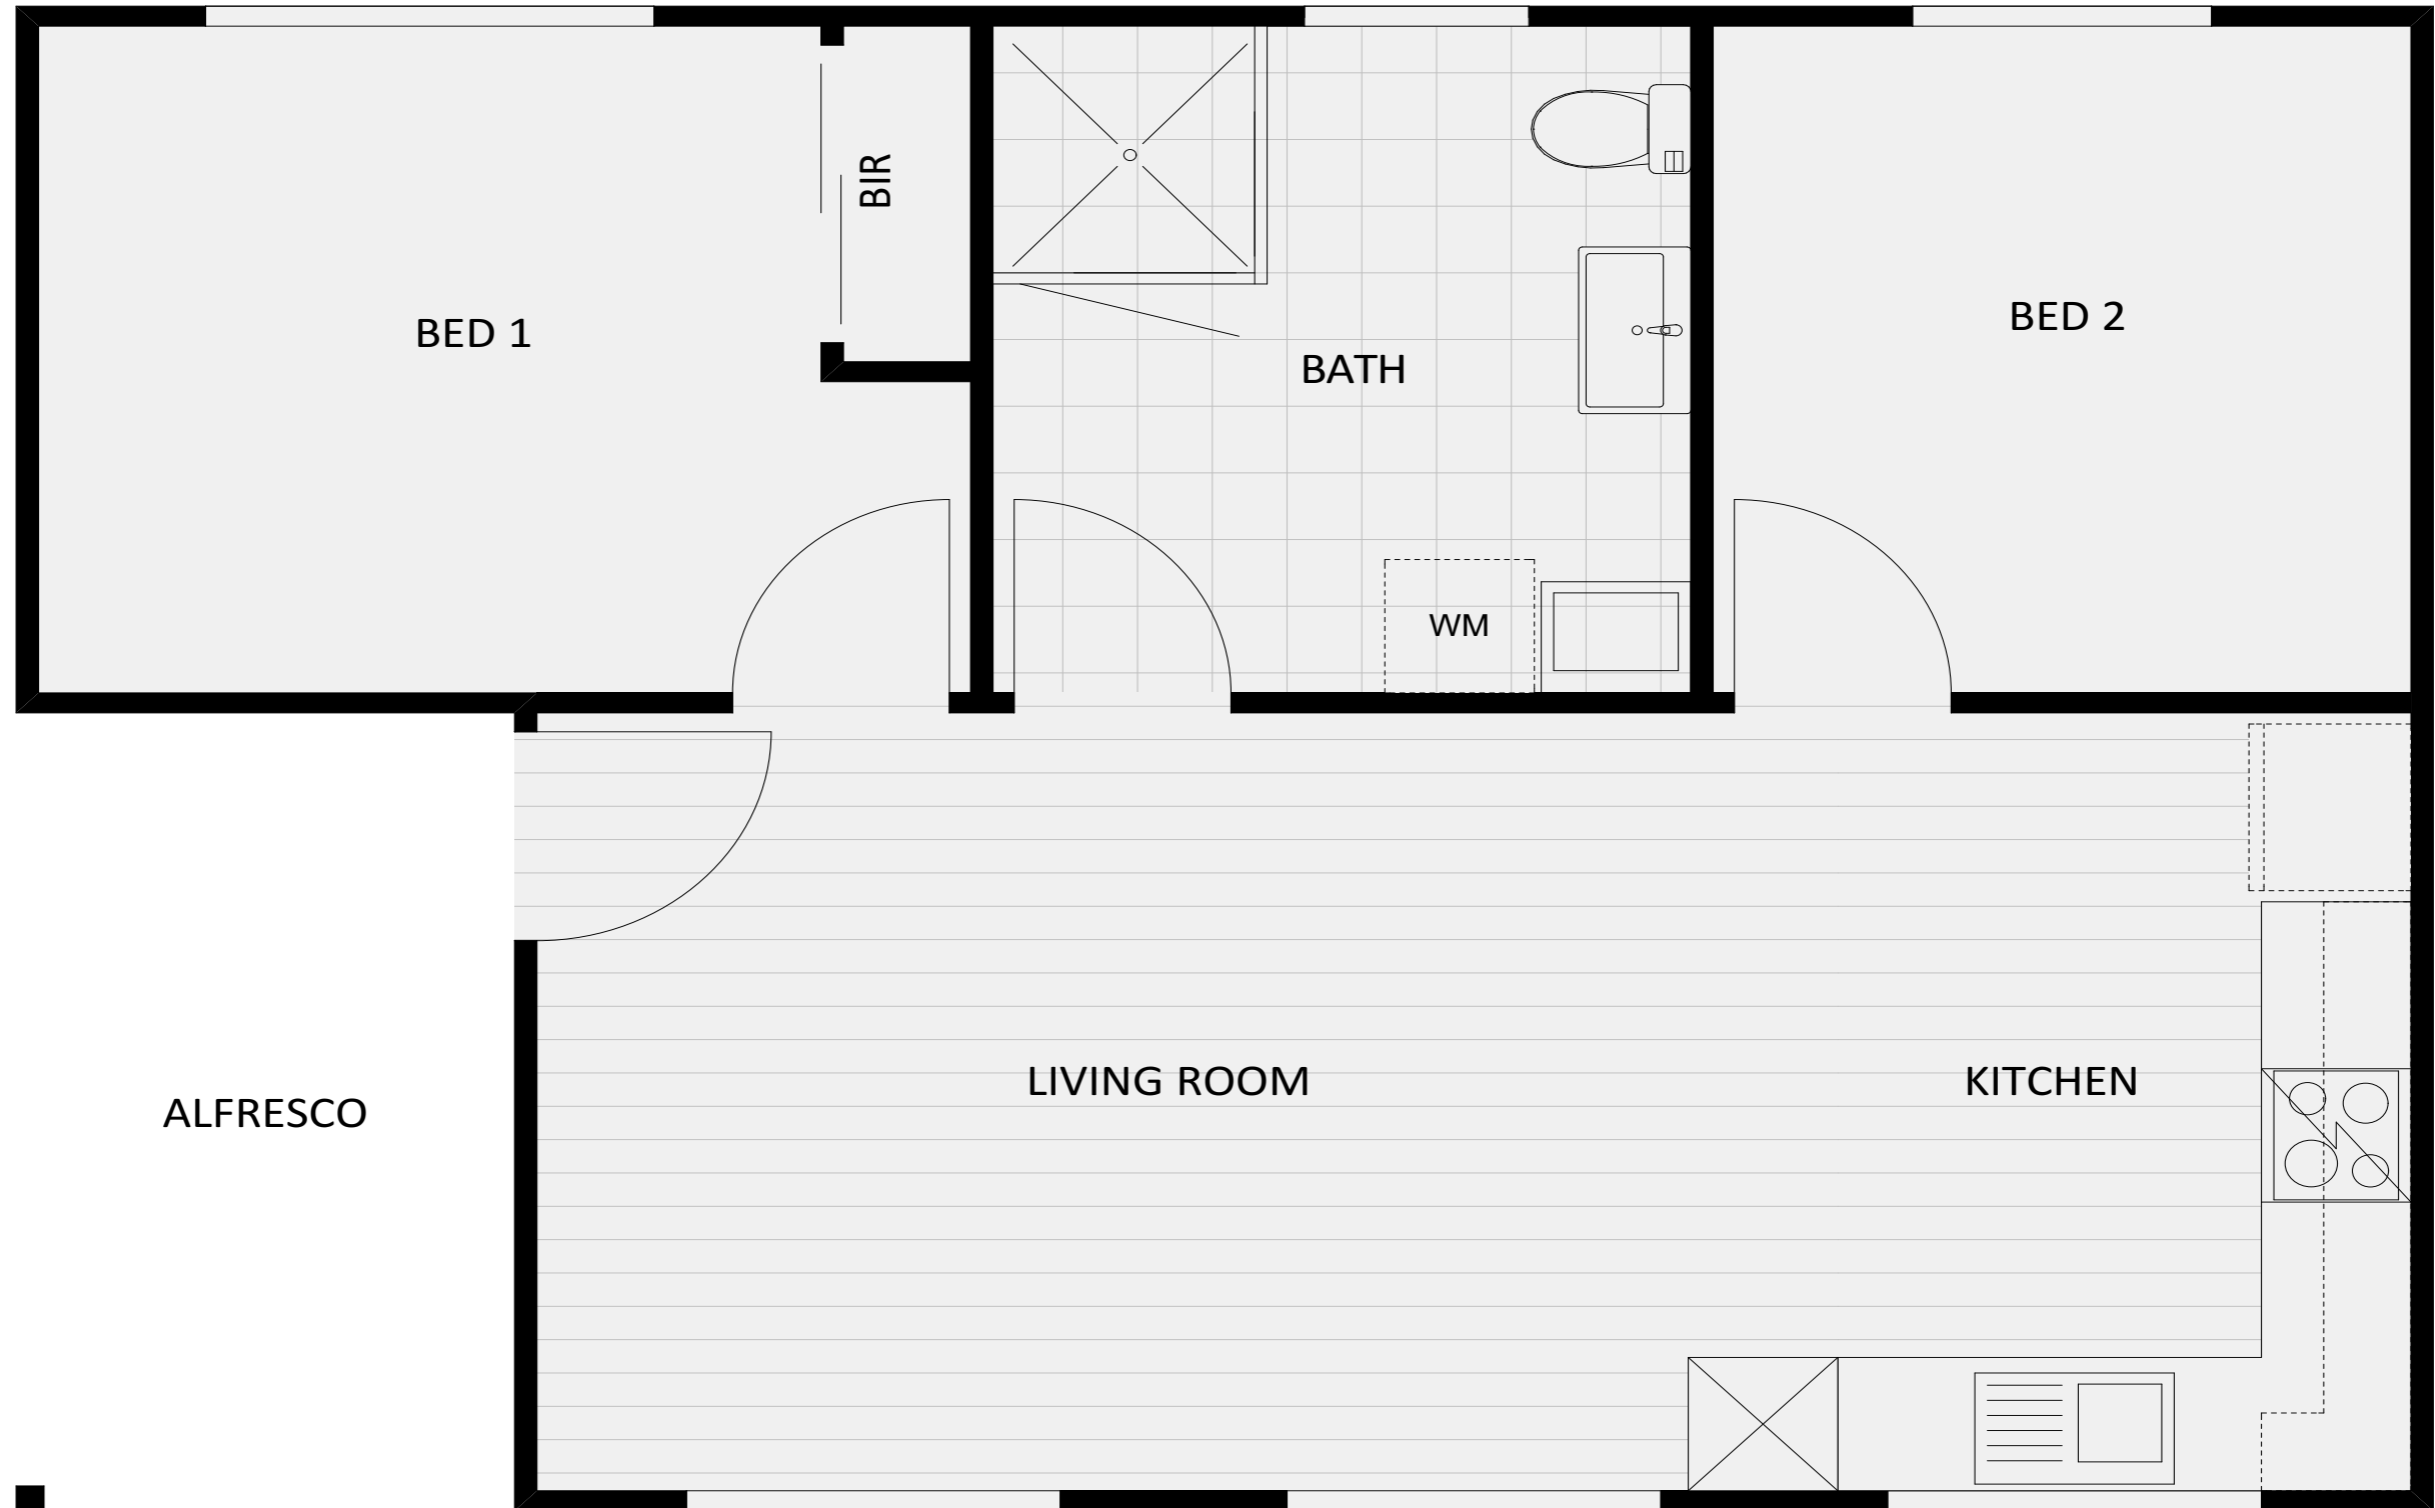 BED 1
BIR
BATH
BED 2
WM
ALFRESCO
LIVING ROOM
KITCHEN